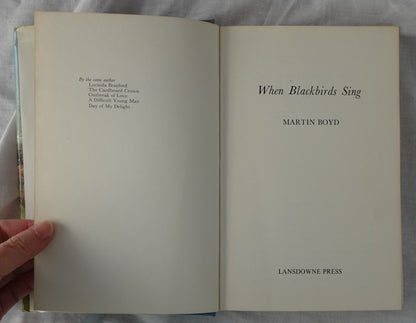 By the same author
Lucinda Brayford
The Cardboard Crown
Outbreak of Love
A Difficult Young Man
Day of My Delight
When Blackbirds Sing
MARTIN BOYD
LANSDOWNE PRESS